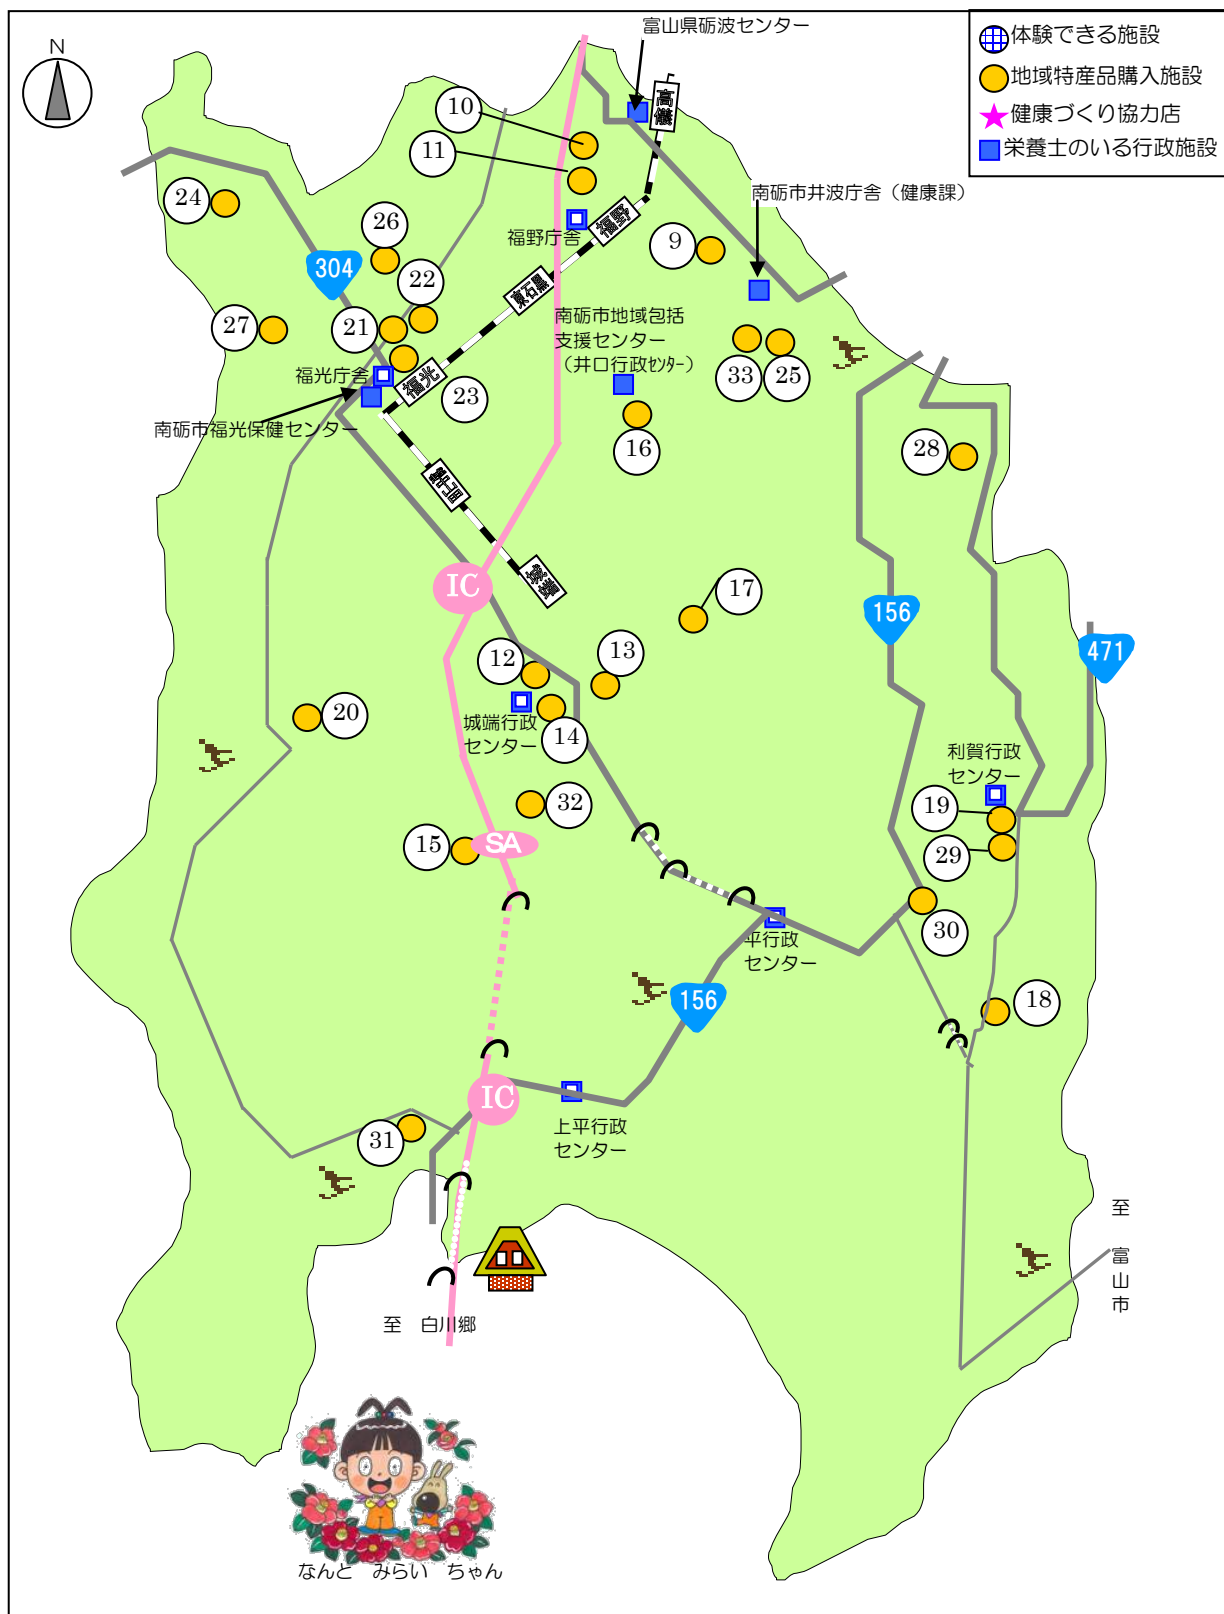 富山県砺波センター
体験できる施設
地域特産品購入施設
健康づくり協力店
栄養士のいる行政施設
N
高儀
10
11
南砺市井波庁舎（健康課）
24
26
福野庁舎
福野
9
304
22
東石黒
27
21
南砺市地域包括
支援センター
（井口行政センター）
33
25
福光庁舎
福光
23
南砺市福光保健センター
16
28
越中山田
城端
IC
17
156
471
12
13
20
城端行政
センター
14
利賀行政
センター
32
19
15
SA
29
30
平行政
センター
156
18
IC
上平行政
センター
31
至
富山市
至　白川郷
なんと　みらい　ちゃん